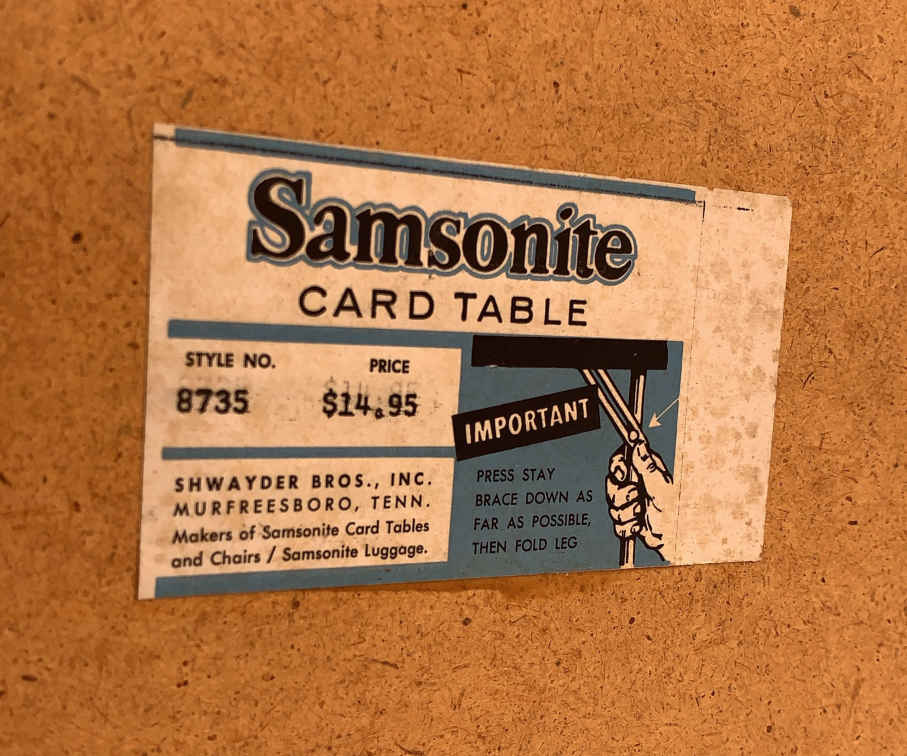 Samsonite
CARD TABLE
STYLE NO. PRICE
8735 $14.95
SHWAYDER BROS., INC.
MURFREESBORO, TENN.
Makers of Samsonite Card Tables
and Chairs / Samsonite Luggage.
IMPORTANT
PRESS STAY
BRACE DOWN AS
FAR AS POSSIBLE,
THEN FOLD LEG